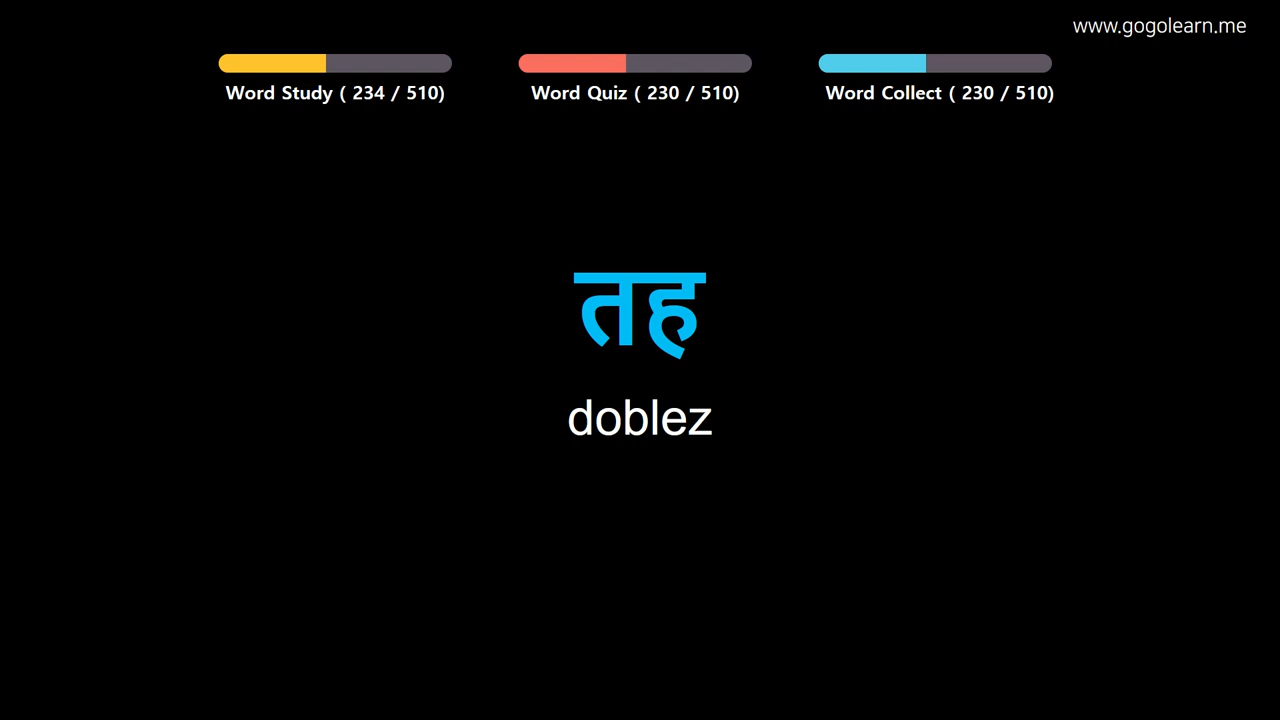 www.gogolearn.me
Word Study ( 234 / 510)
Word Quiz ( 230 / 510)
Word Collect ( 230 / 510)
तह
doblez